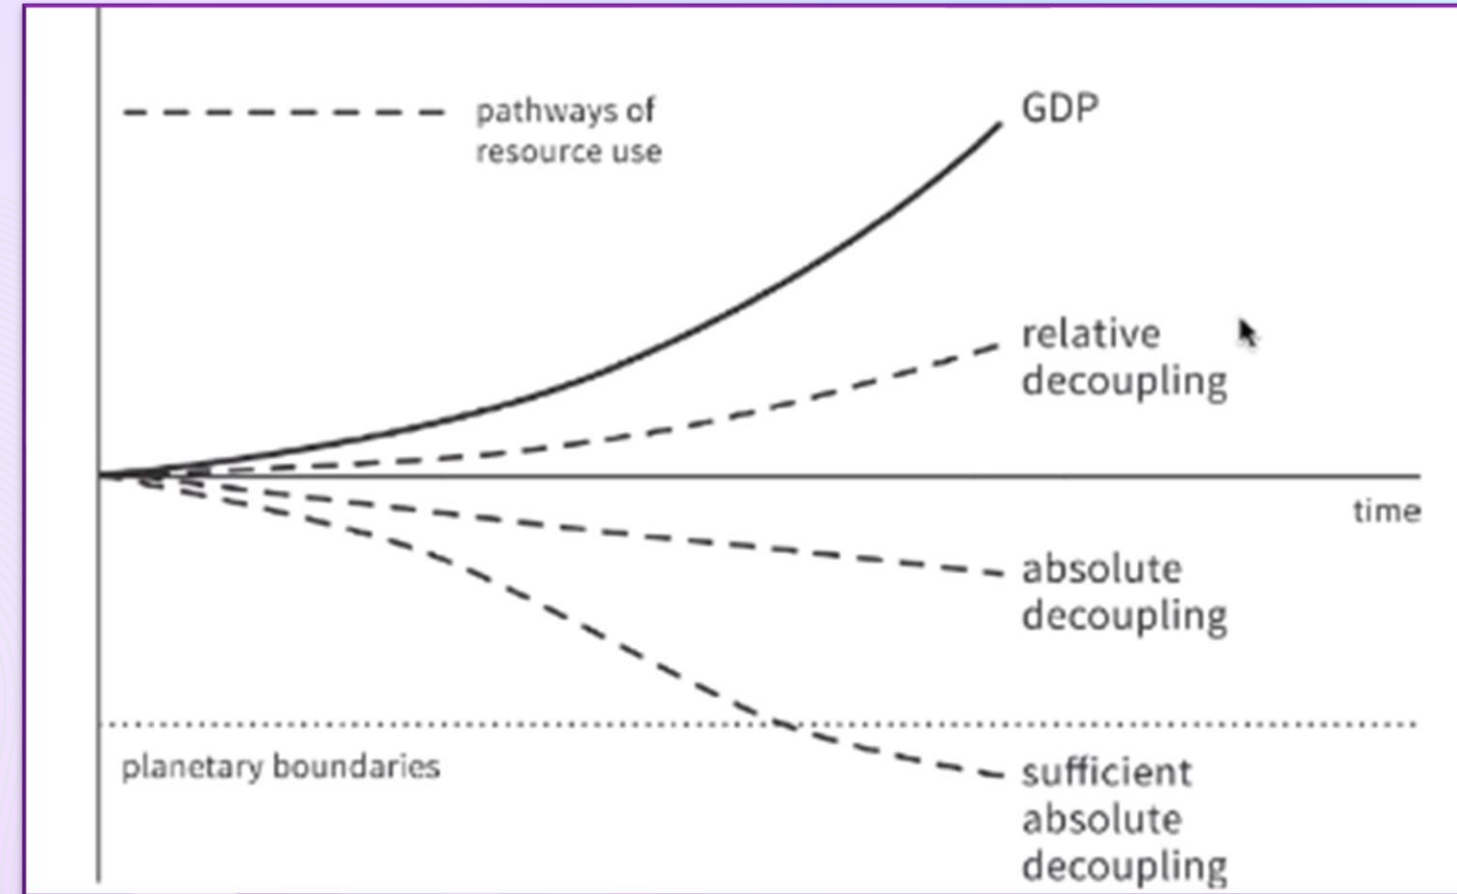 pathways of
resource use
GDP
relative
decoupling
time
absolute
decoupling
planetary boundaries
sufficient
absolute
decoupling